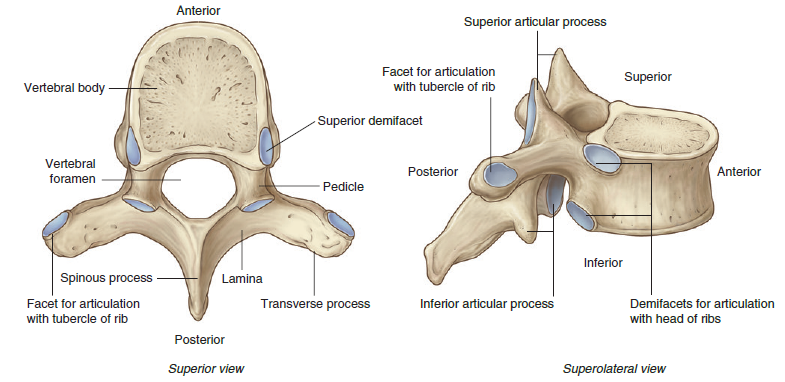 Anterior
Vertebral body
Superior demifacet
Vertebral
foramen
Pedicle
Spinous process
Lamina
Facet for articulation
with tubercle of rib
Transverse process
Posterior
Superior view
Superior articular process
Facet for articulation
with tubercle of rib
Superior
Posterior
Anterior
Inferior
Inferior articular process
Demifacets for articulation
with head of ribs
Superolateral view